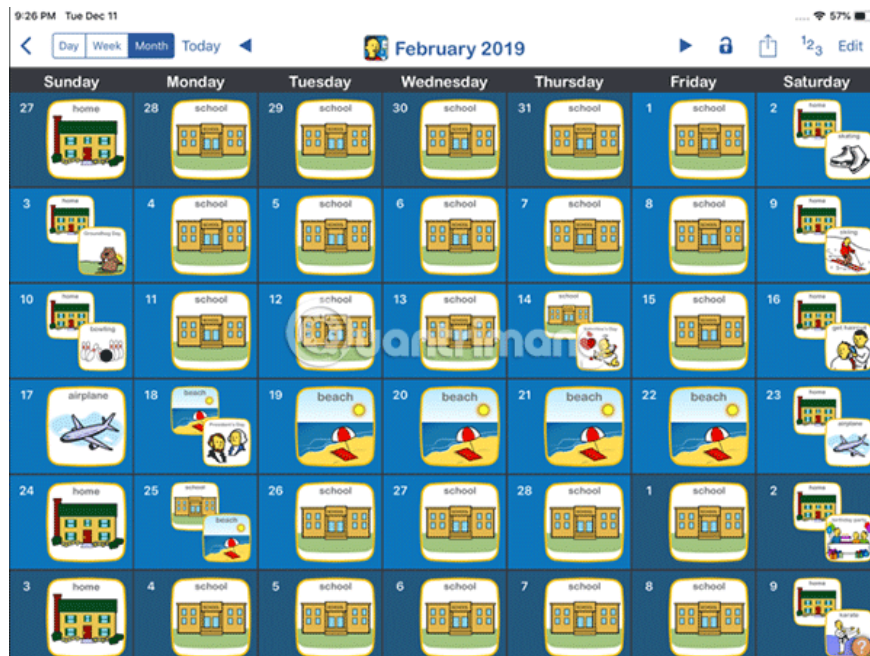 9:26 PM Tue Dec 11 57%
Day Week Month Today February 2019 123 Edit
Sunday Monday Tuesday Wednesday Thursday Friday Saturday
27 home 28 school 29 school 30 school 31 school 1 school 2 home
skating
3 home 4 school 5 school 6 school 7 school 8 school 9 home
Groundhog Day skiing
10 home 11 school 12 school 13 school 14 school 15 school 16 home
bowling Valentine's Day get haircut
Quantrimang
17 airplane 18 beach 19 beach 20 beach 21 beach 22 beach 23 home
President's Day airplane
24 home 25 school 26 school 27 school 28 school 1 school 2 home
beach birthday party
3 home 4 school 5 school 6 school 7 school 8 school 9 home
karate
?